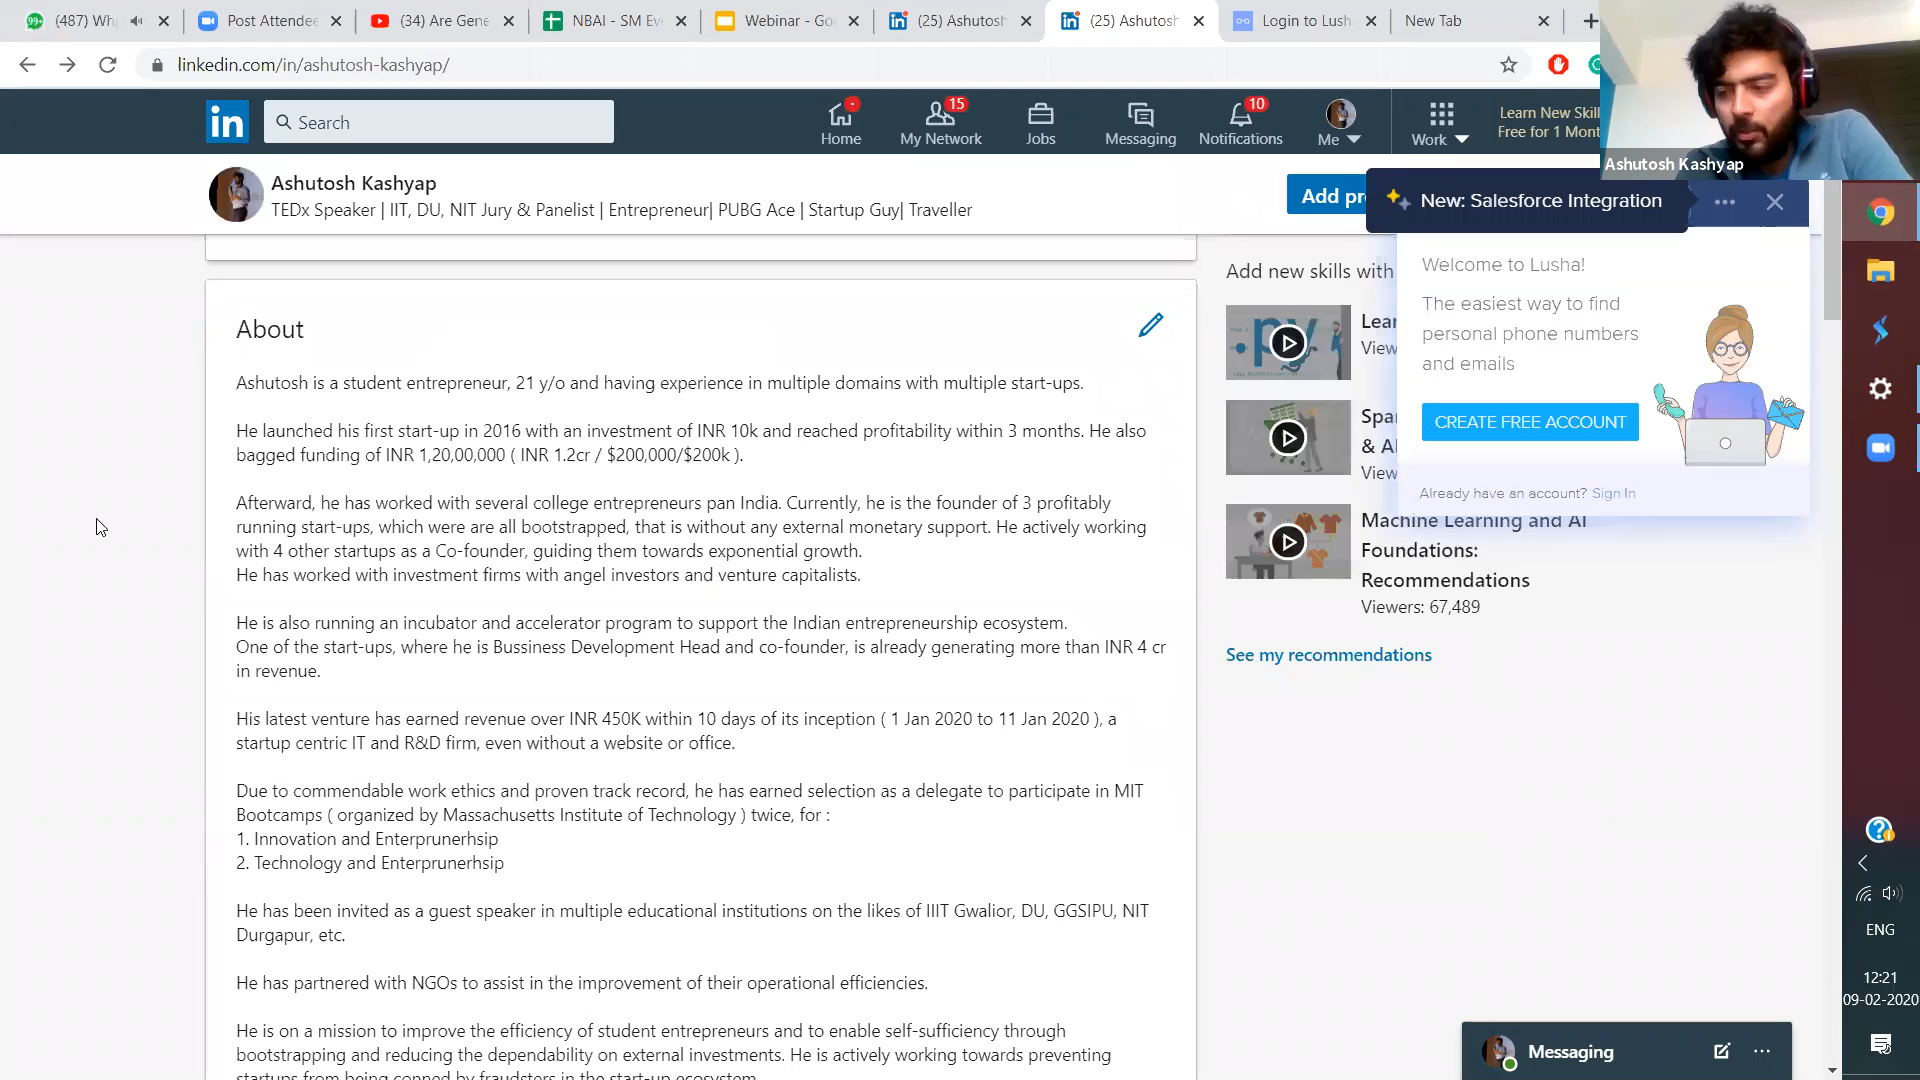 (487) Wh
Post Attende
(34) Are Gene
NBAI - SM Ev
Webinar - Goo
(25) Ashutosh
(25) Ashutosh
Login to Lush
New Tab
linkedin.com/in/ashutosh-kashyap/
in
Search
Home
15
My Network
Jobs
Messaging
10
Notifications
Me
Work
Learn New Skil
Free for 1 Mont
Ashutosh Kashyap
Ashutosh Kashyap
TEDx Speaker | IIT, DU, NIT Jury & Panelist | Entrepreneur| PUBG Ace | Startup Guy| Traveller
Add pr
New: Salesforce Integration
About
Ashutosh is a student entrepreneur, 21 y/o and having experience in multiple domains with multiple start-ups.
He launched his first start-up in 2016 with an investment of INR 10k and reached profitability within 3 months. He also
bagged funding of INR 1,20,00,000 ( INR 1.2cr / $200,000/$200k ).
Afterward, he has worked with several college entrepreneurs pan India. Currently, he is the founder of 3 profitably
running start-ups, which were are all bootstrapped, that is without any external monetary support. He actively working
with 4 other startups as a Co-founder, guiding them towards exponential growth.
He has worked with investment firms with angel investors and venture capitalists.
He is also running an incubator and accelerator program to support the Indian entrepreneurship ecosystem.
One of the start-ups, where he is Bussiness Development Head and co-founder, is already generating more than INR 4 cr
in revenue.
His latest venture has earned revenue over INR 450K within 10 days of its inception ( 1 Jan 2020 to 11 Jan 2020 ), a
startup centric IT and R&D firm, even without a website or office.
Due to commendable work ethics and proven track record, he has earned selection as a delegate to participate in MIT
Bootcamps ( organized by Massachusetts Institute of Technology ) twice, for :
1. Innovation and Enterprunerhsip
2. Technology and Enterprunerhsip
He has been invited as a guest speaker in multiple educational institutions on the likes of IIIT Gwalior, DU, GGSIPU, NIT
Durgapur, etc.
He has partnered with NGOs to assist in the improvement of their operational efficiencies.
He is on a mission to improve the efficiency of student entrepreneurs and to enable self-sufficiency through
bootstrapping and reducing the dependability on external investments. He is actively working towards preventing
startups from being conned by fraudsters in the start-up ecosystem
Add new skills with
.py
Lear
View
Spa
& A
View
Machine Learning and AI
Foundations:
Recommendations
Viewers: 67,489
See my recommendations
Welcome to Lusha!
The easiest way to find
personal phone numbers
and emails
CREATE FREE ACCOUNT
Already have an account? Sign In
Messaging
ENG
12:21
09-02-2020